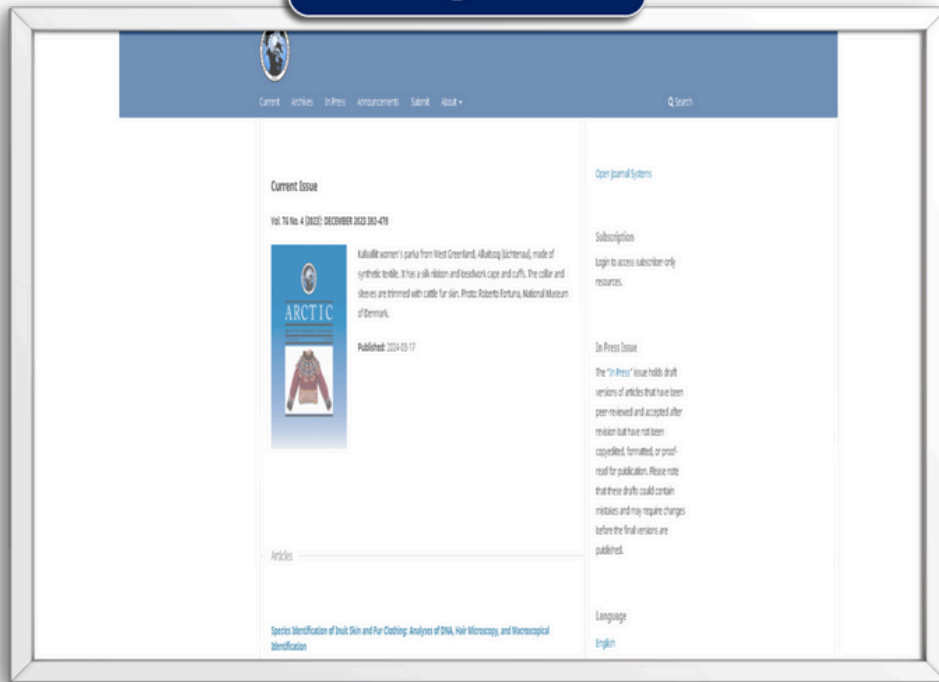 Current Archives In Press Announcements Submit About
Search
Current Issue
Vol. 76 No. 4 (2023): DECEMBER 2023 392–478
ARCTIC
Kalaallit women's parka from West Greenland, Alluitsoq (Lichtenau), made of
synthetic textile. It has a silk ribbon and beadwork cape and cuffs. The collar and
sleeves are trimmed with cattle fur skin. Photo: Roberto Fortuna, National Museum
of Denmark.
Published: 2024-03-17
Articles
Species Identification of Inuit Skin and Fur Clothing: Analyses of DNA, Hair Microscopy, and Macroscopical
Identification
Open Journal Systems
Subscription
Login to access subscriber-only
resources.
In Press Issue
The "In Press" issue holds draft
versions of articles that have been
peer-reviewed and accepted after
revision but have not been
copyedited, formatted, or proof-
read for publication. Please note
that these drafts could contain
mistakes and may require changes
before the final versions are
published.
Language
English